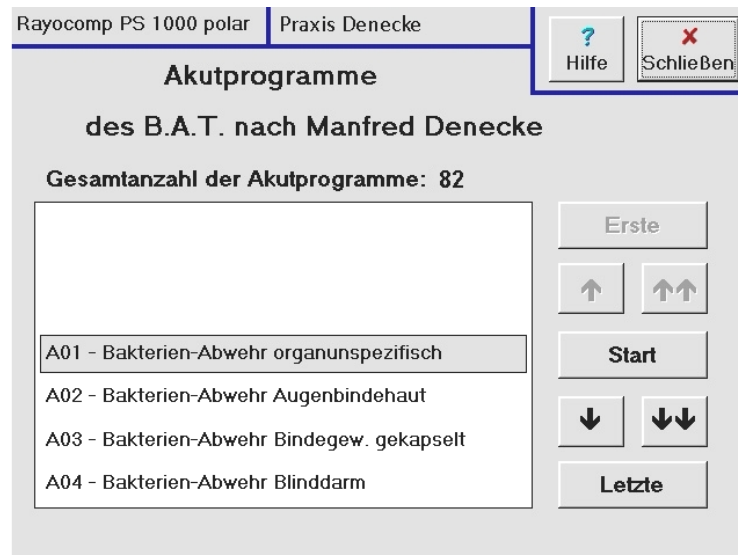 Rayocomp PS 1000 polar
Praxis Denecke
?
Hilfe
Schließen
Akutprogramme
des B.A.T. nach Manfred Denecke
Gesamtanzahl der Akutprogramme: 82
Erste
A01 - Bakterien-Abwehr organunspezifisch
Start
A02 - Bakterien-Abwehr Augenbindehaut
A03 - Bakterien-Abwehr Bindegew. gekapselt
A04 - Bakterien-Abwehr Blinddarm
Letzte